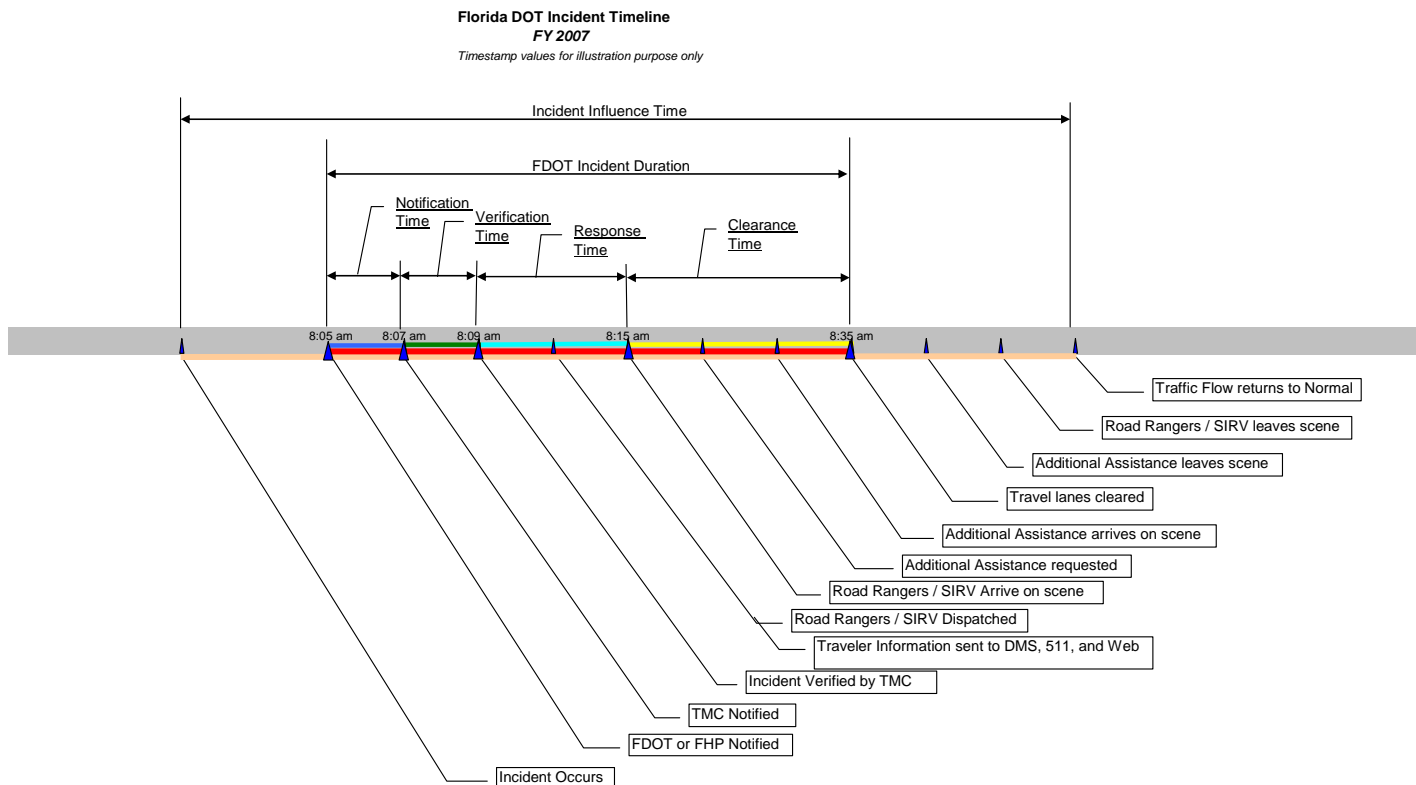 Florida DOT Incident Timeline
FY 2007
Timestamp values for illustration purpose only
Incident Influence Time
FDOT Incident Duration
Notification
Time
Verification
Time
Response
Time
Clearance
Time
8:05 am
8:07 am
8:09 am
8:15 am
8:35 am
Traffic Flow returns to Normal
Road Rangers / SIRV leaves scene
Additional Assistance leaves scene
Travel lanes cleared
Additional Assistance arrives on scene
Additional Assistance requested
Road Rangers / SIRV Arrive on scene
Road Rangers / SIRV Dispatched
Traveler Information sent to DMS, 511, and Web
Incident Verified by TMC
TMC Notified
FDOT or FHP Notified
Incident Occurs